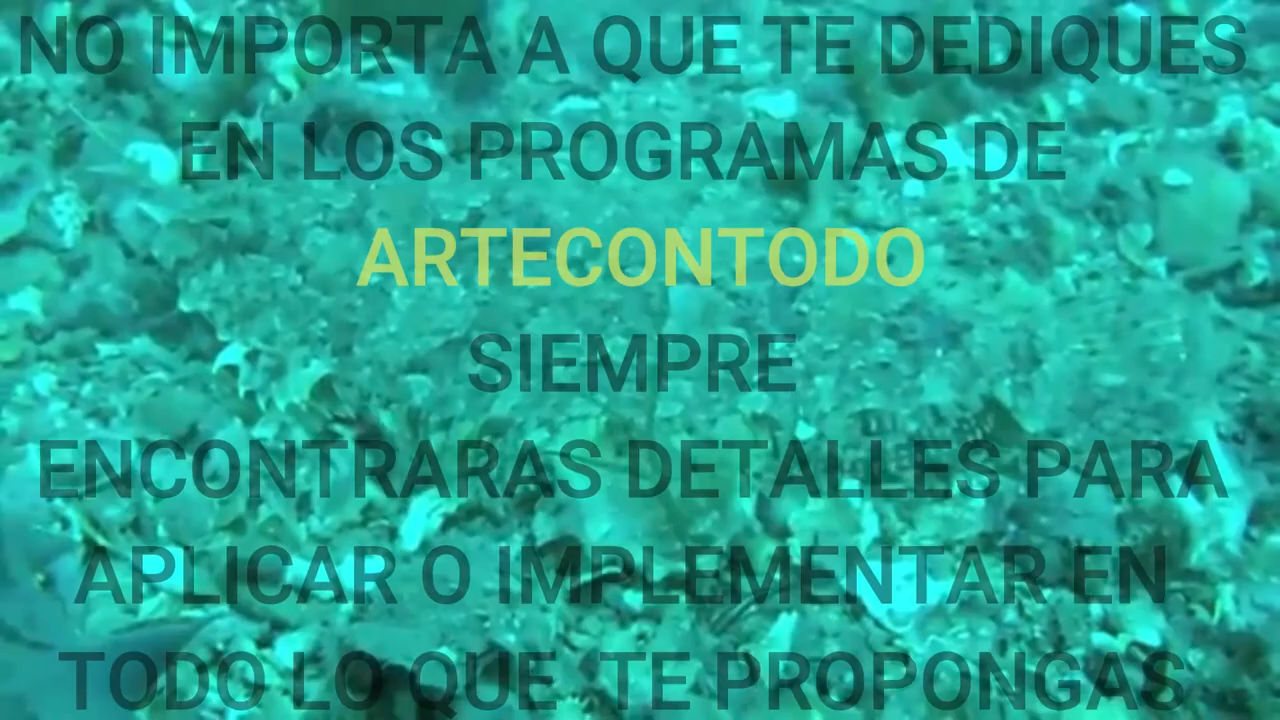 NO IMPORTA A QUE TE DEDIQUES
EN LOS PROGRAMAS DE
ARTECONTODO
SIEMPRE
ENCONTRARAS DETALLES PARA
APLICAR O IMPLEMENTAR EN
TODO LO QUE TE PROPONGAS